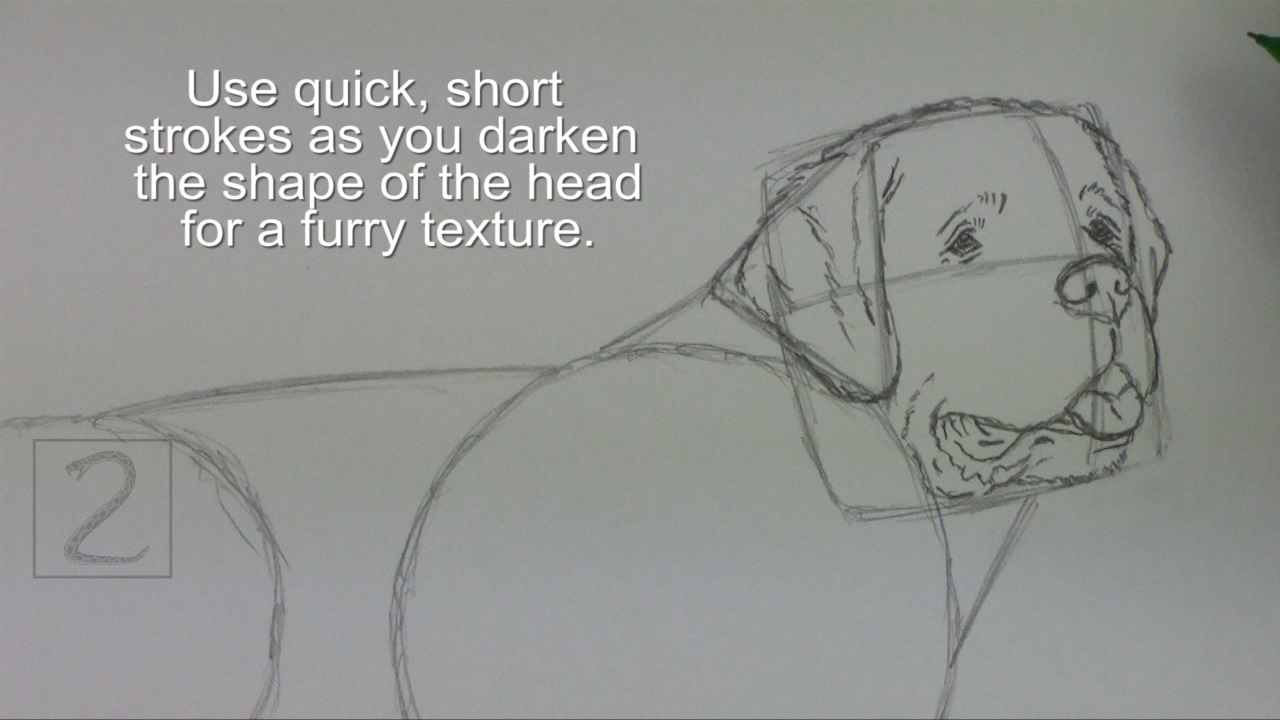 Use quick, short
strokes as you darken
the shape of the head
for a furry texture.
2